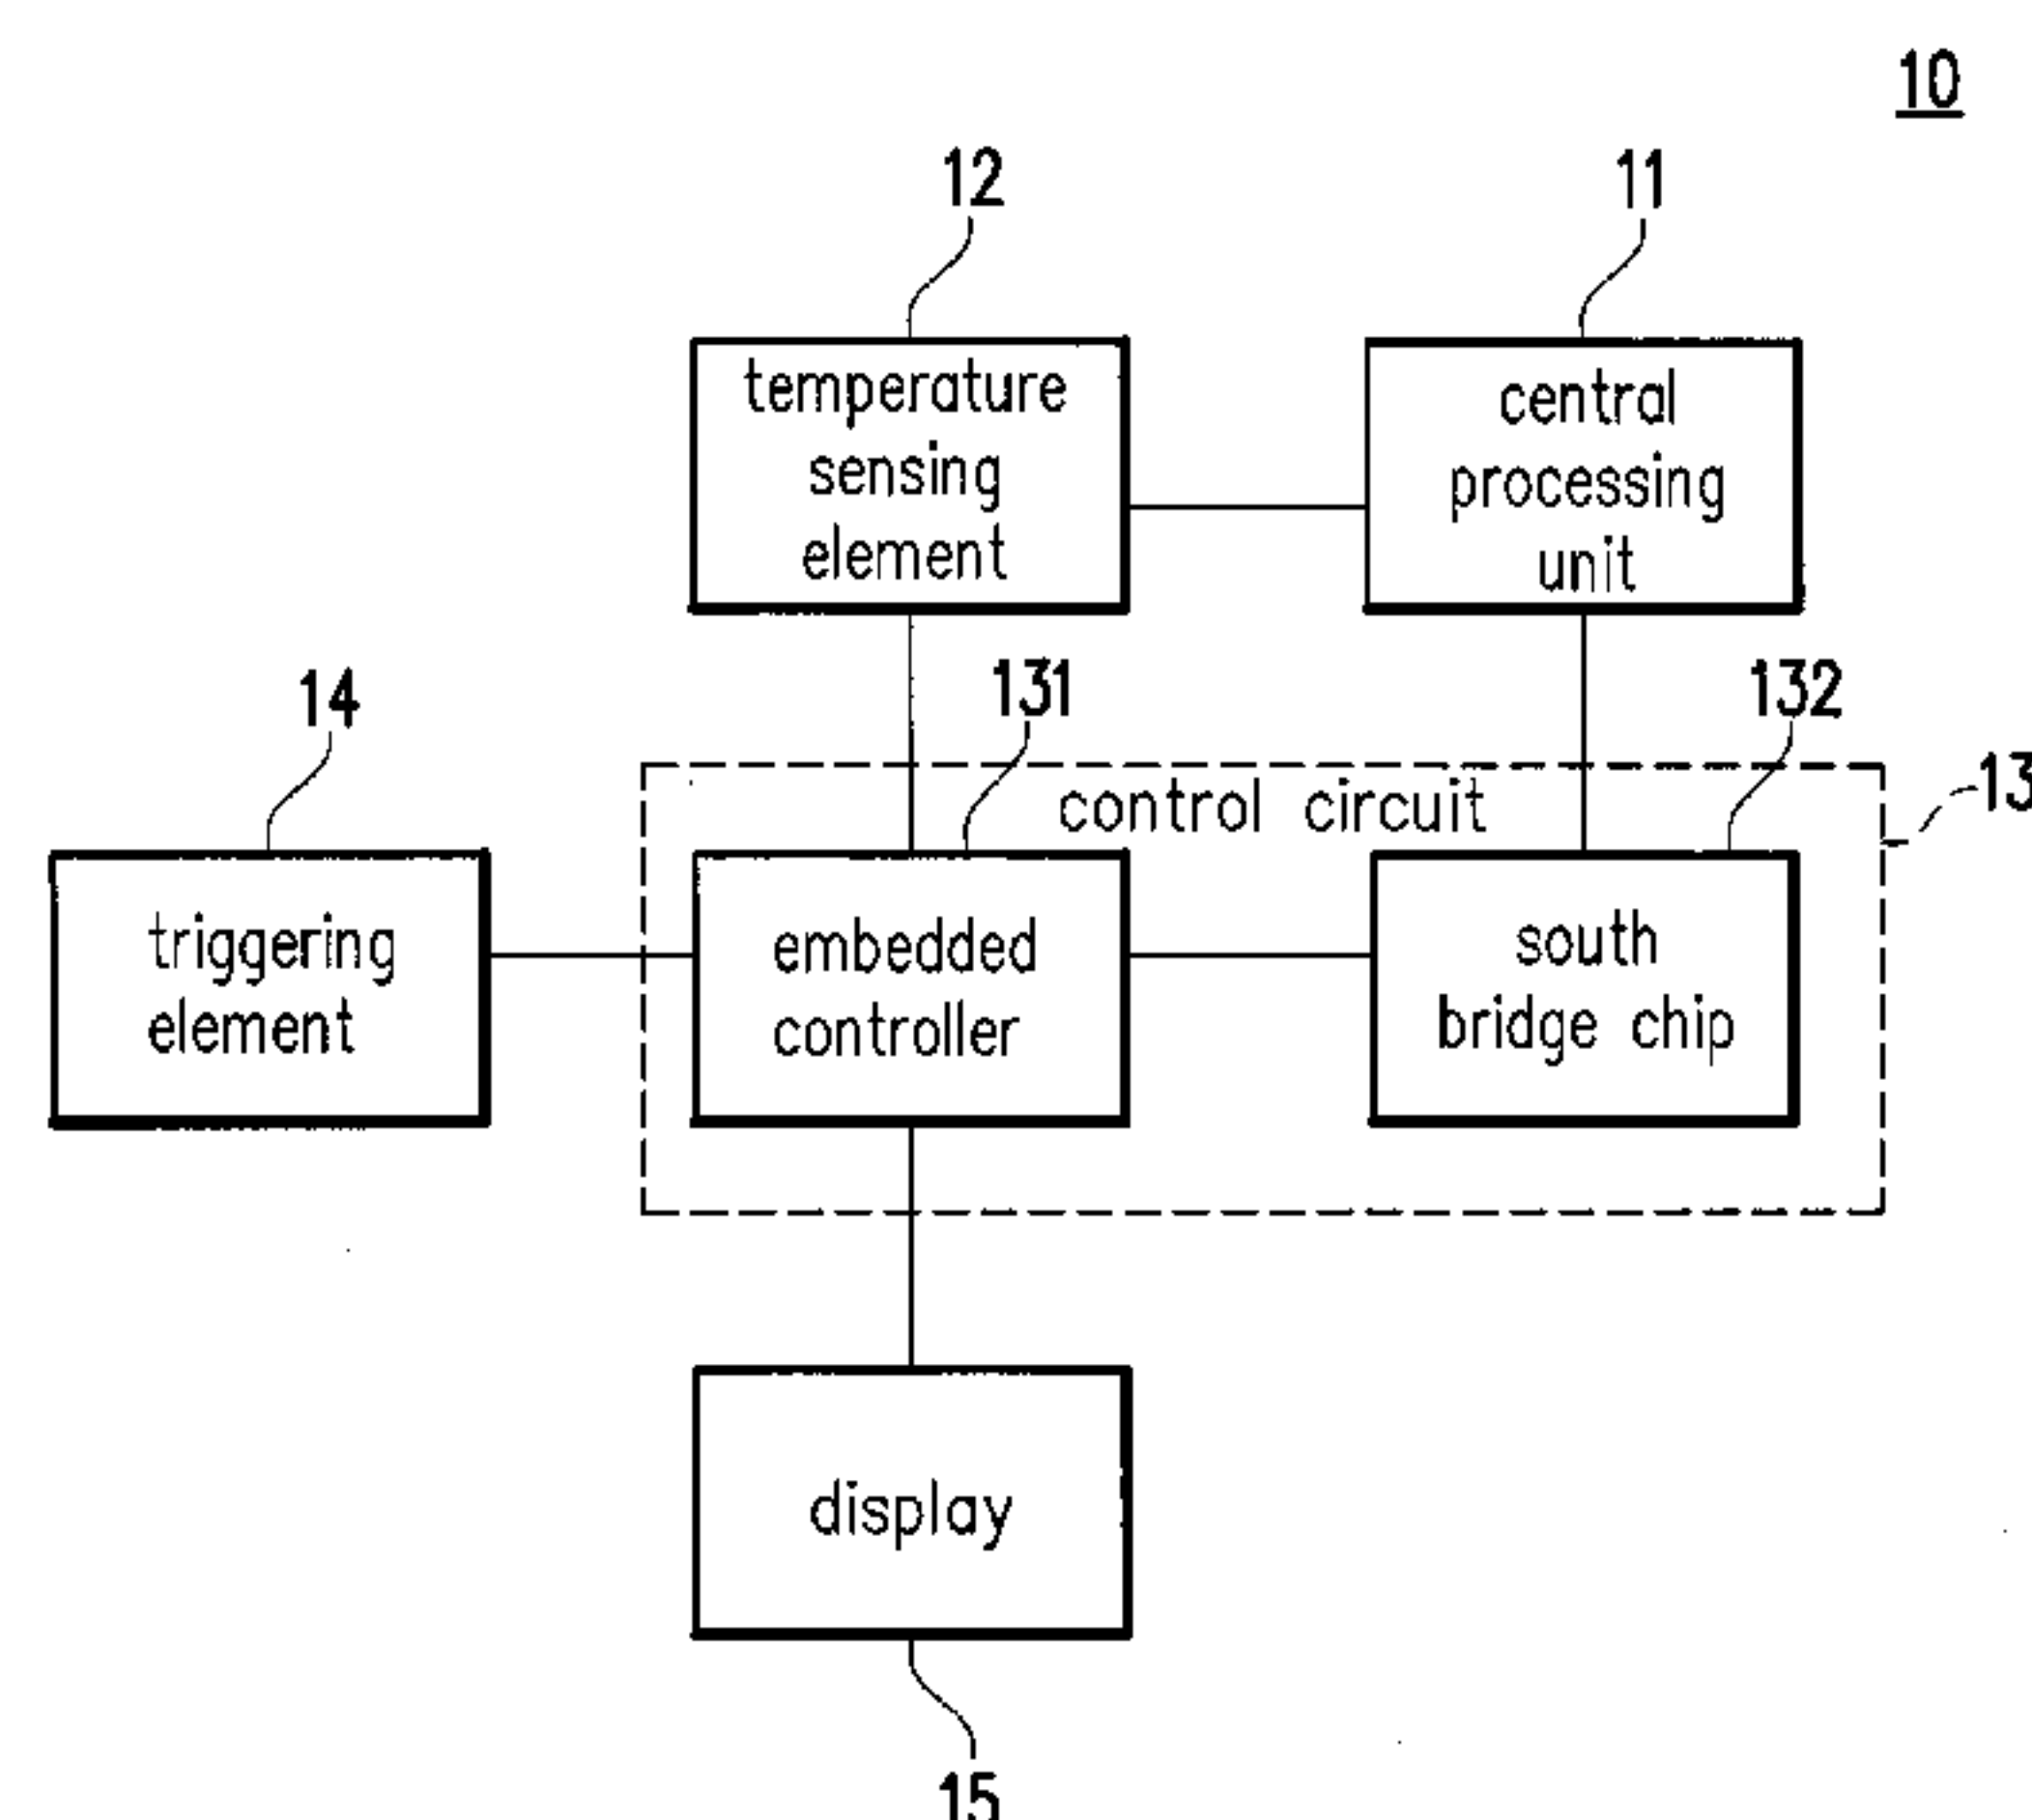 10
12
11
temperature
sensing
element
central
processing
unit
14
131
132
13
control circuit
triggering
element
embedded
controller
south
bridge chip
display
15